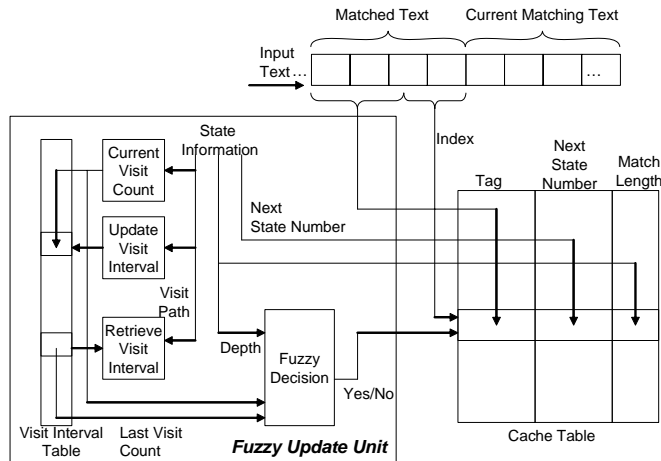 Matched Text
Current Matching Text
Input
Text ...
...
State
Information
Current
Visit
Count
Index
Next
State
Number
Tag
Match
Length
Next
State Number
Update
Visit
Interval
Visit
Path
Retrieve
Visit
Interval
Depth
Fuzzy
Decision
Yes/No
Visit Interval
Table
Last Visit
Count
Fuzzy Update Unit
Cache Table